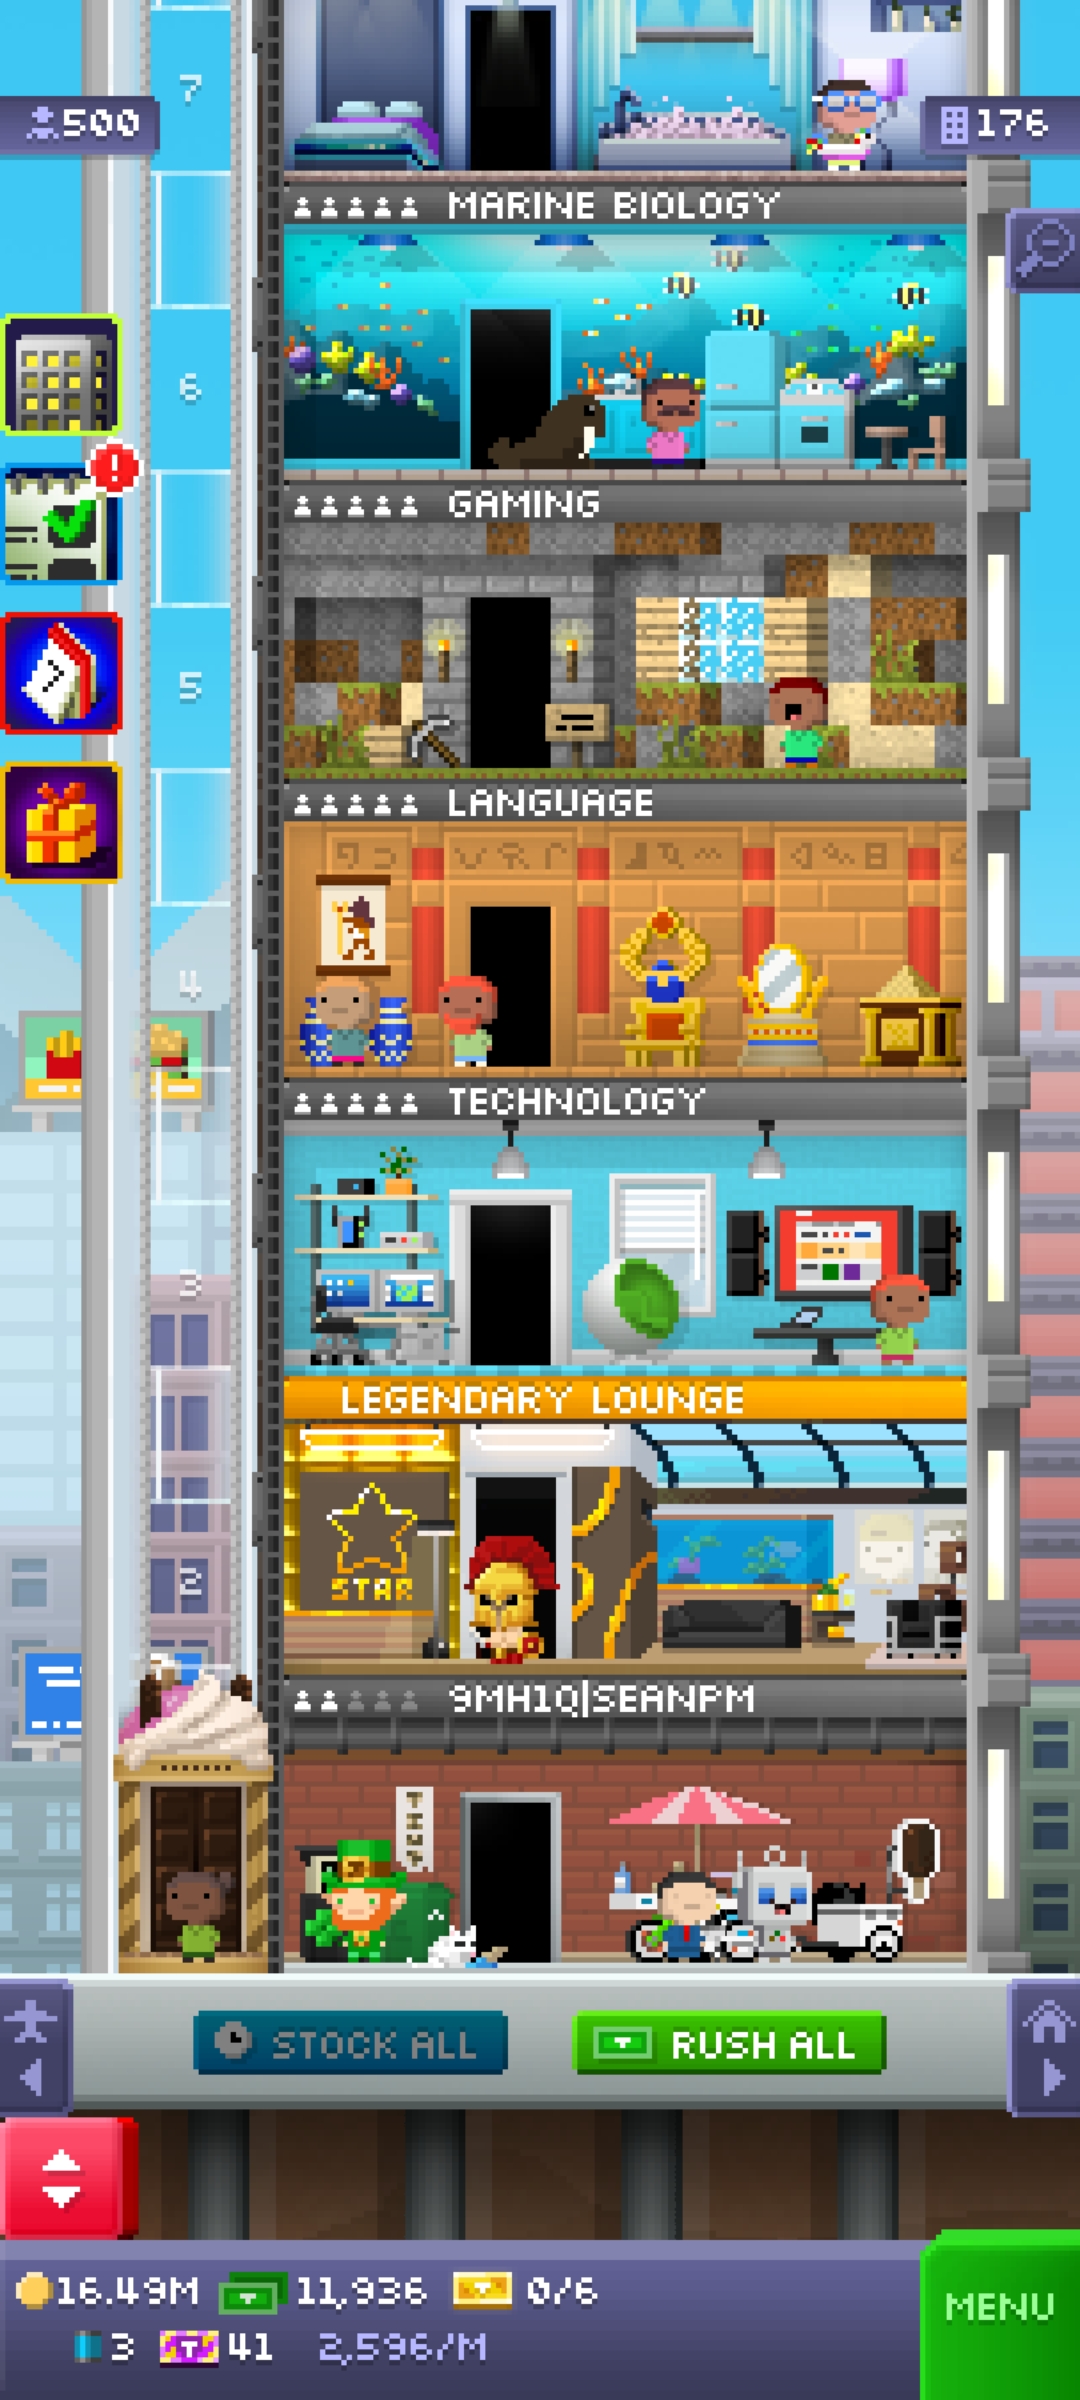 7
500
176
MARINE BIOLOGY
6
GAMING
5
LANGUAGE
4
TECHNOLOGY
3
LEGENDARY LOUNGE
STAR
2
9MH1Q|SEANPM
TINY
STOCK ALL
RUSH ALL
16.49M 11,936 0/6
MENU
3 T 41 2,596/M